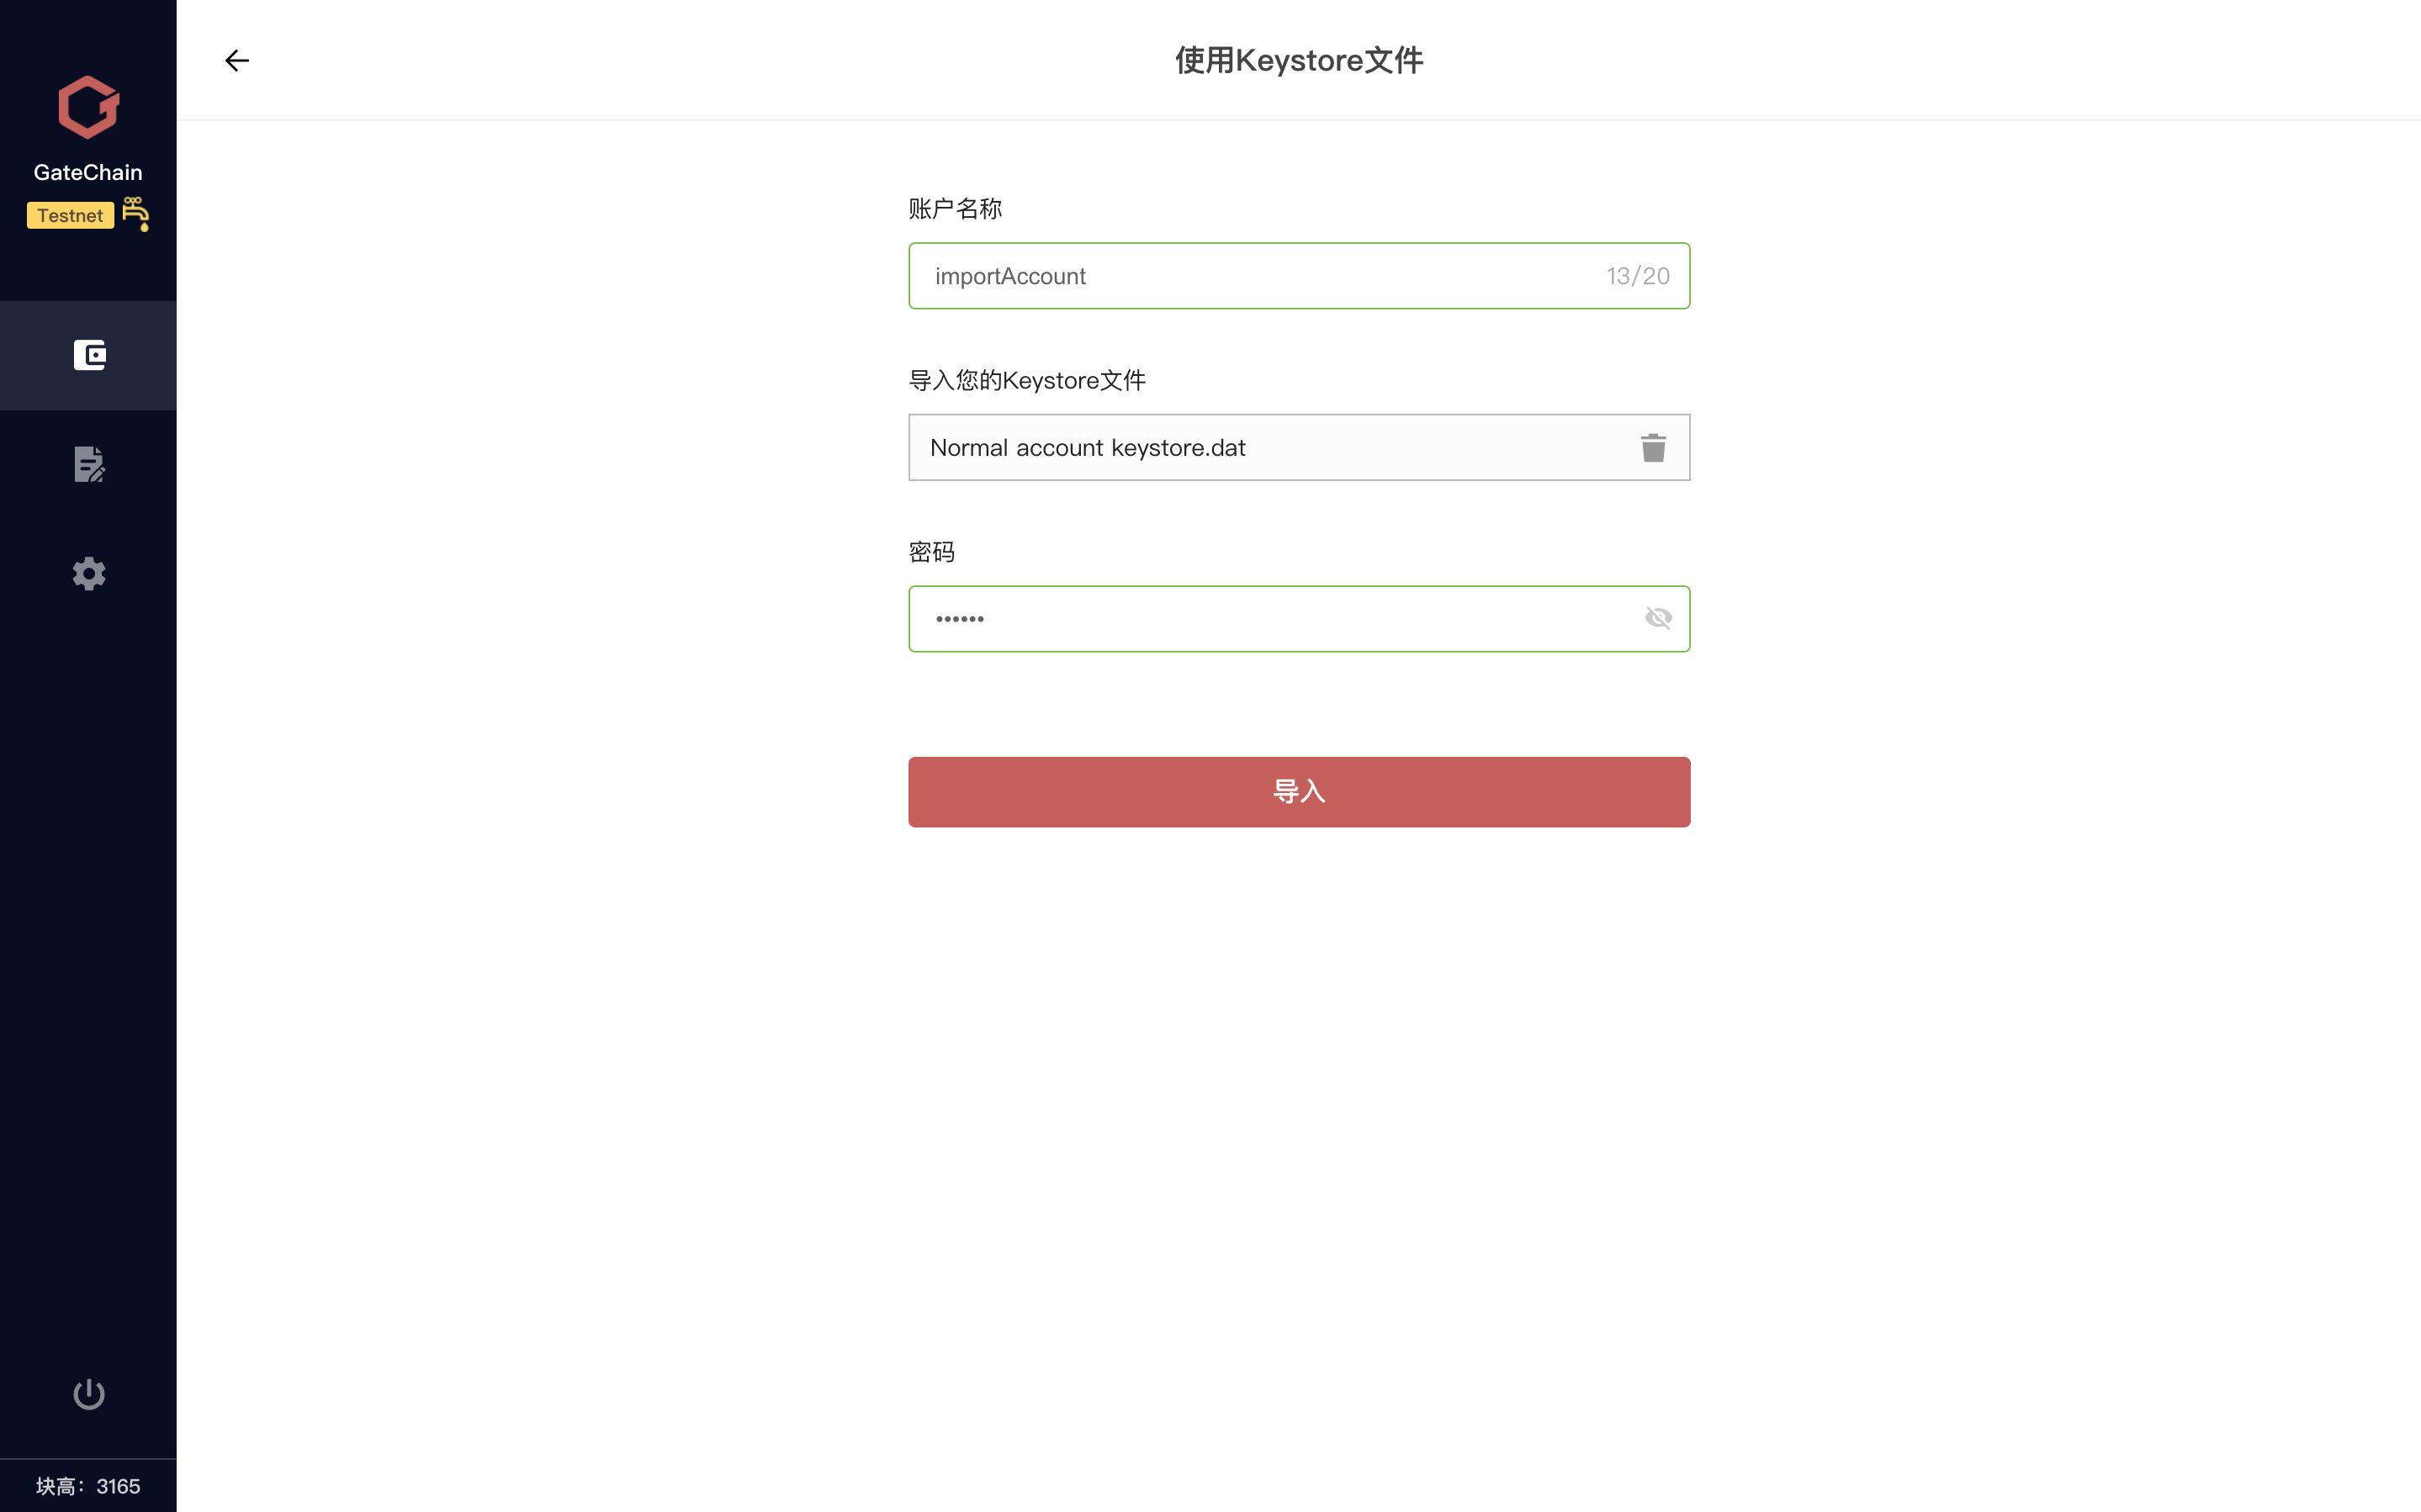 使用Keystore文件
GateChain
Testnet
账户名称
importAccount
13/20
导入您的Keystore文件
Normal account keystore.dat
密码
••••••
导入
块高：3165